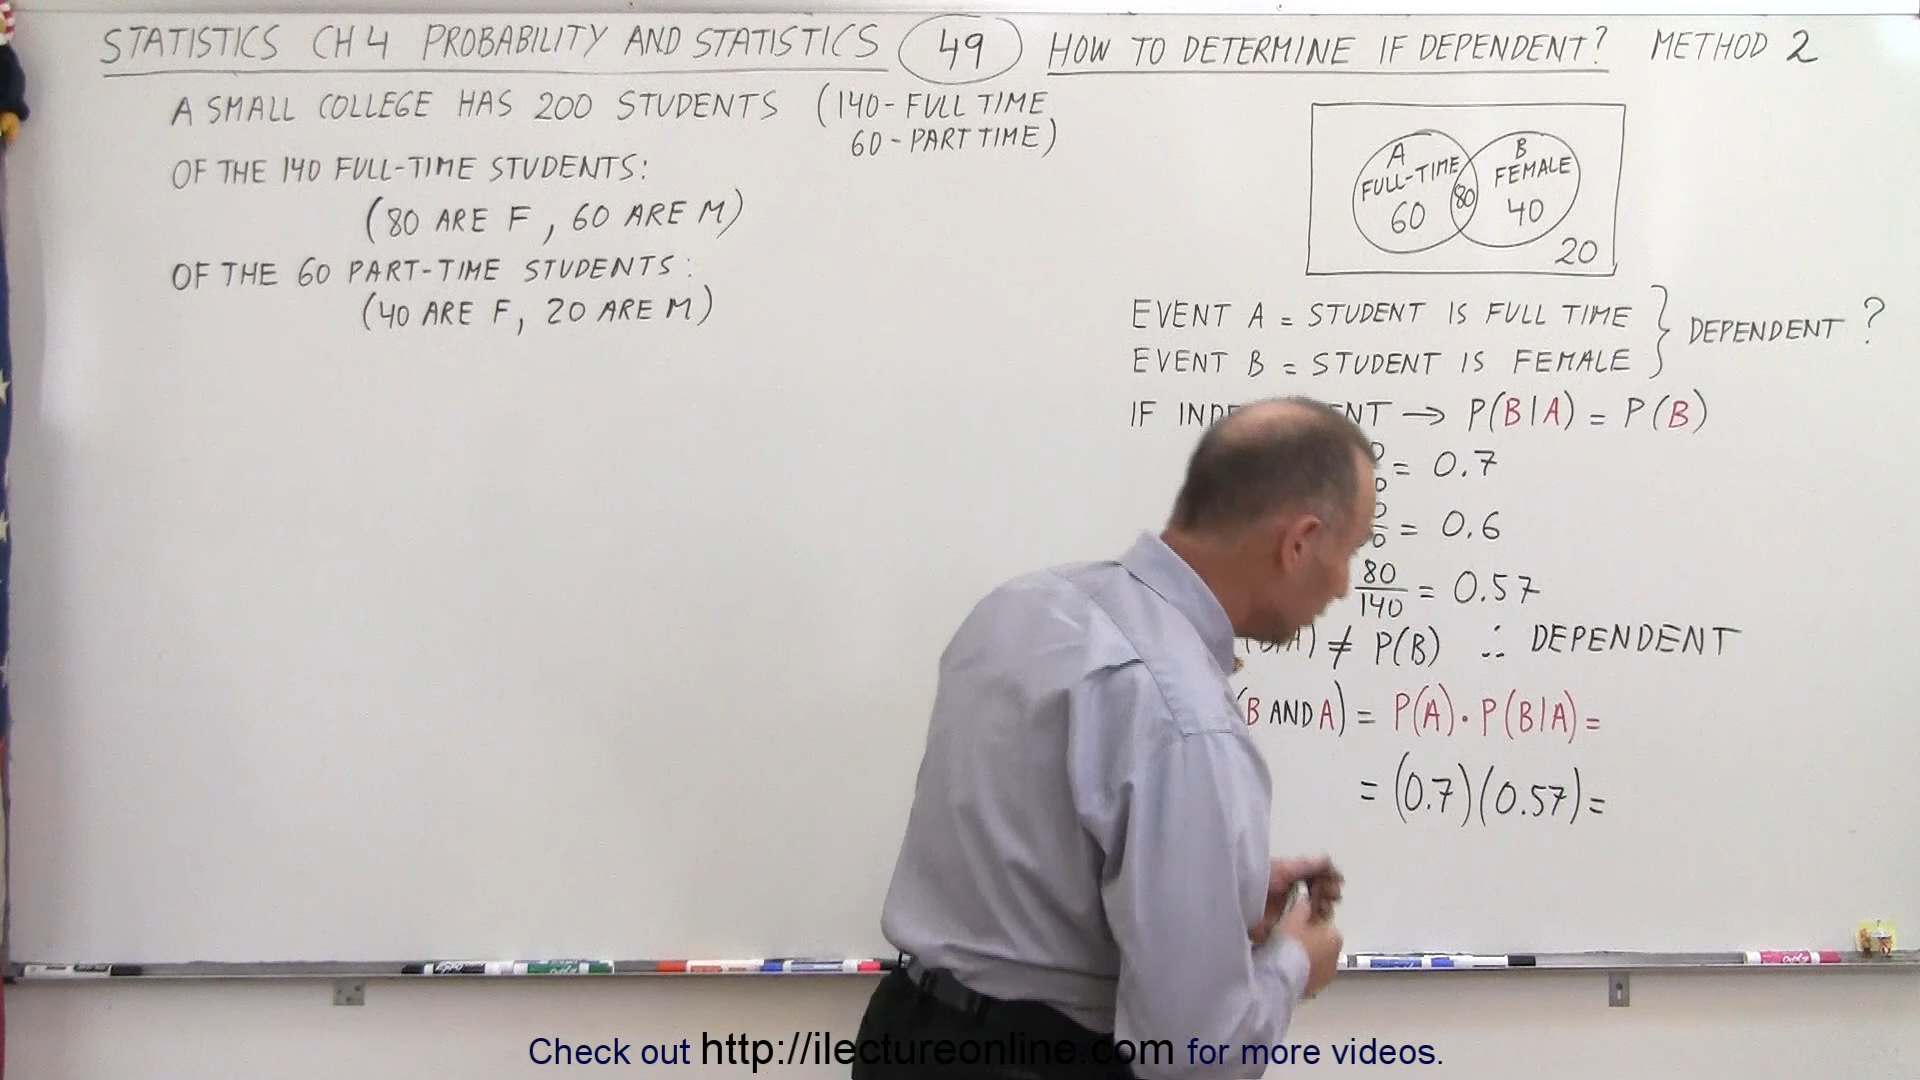 STATISTICS CH 4 PROBABILITY AND STATISTICS 49 HOW TO DETERMINE IF DEPENDENT? METHOD 2
A SMALL COLLEGE HAS 200 STUDENTS (140 - FULL TIME
60 - PART TIME)
OF THE 140 FULL-TIME STUDENTS:
(80 ARE F, 60 ARE M)
OF THE 60 PART-TIME STUDENTS:
(40 ARE F, 20 ARE M)
A B
FULL-TIME FEMALE
60 80 40
20
EVENT A = STUDENT IS FULL TIME
EVENT B = STUDENT IS FEMALE
DEPENDENT ?
IF → P(B|A) = P(B)
= 0.7
= 0.6
80/140 = 0.57
≠ P(B) ∴ DEPENDENT
(B AND A) = P(A) · P(B|A) =
= (0.7)(0.57) =
Check out http://ilectureonline.com for more videos.